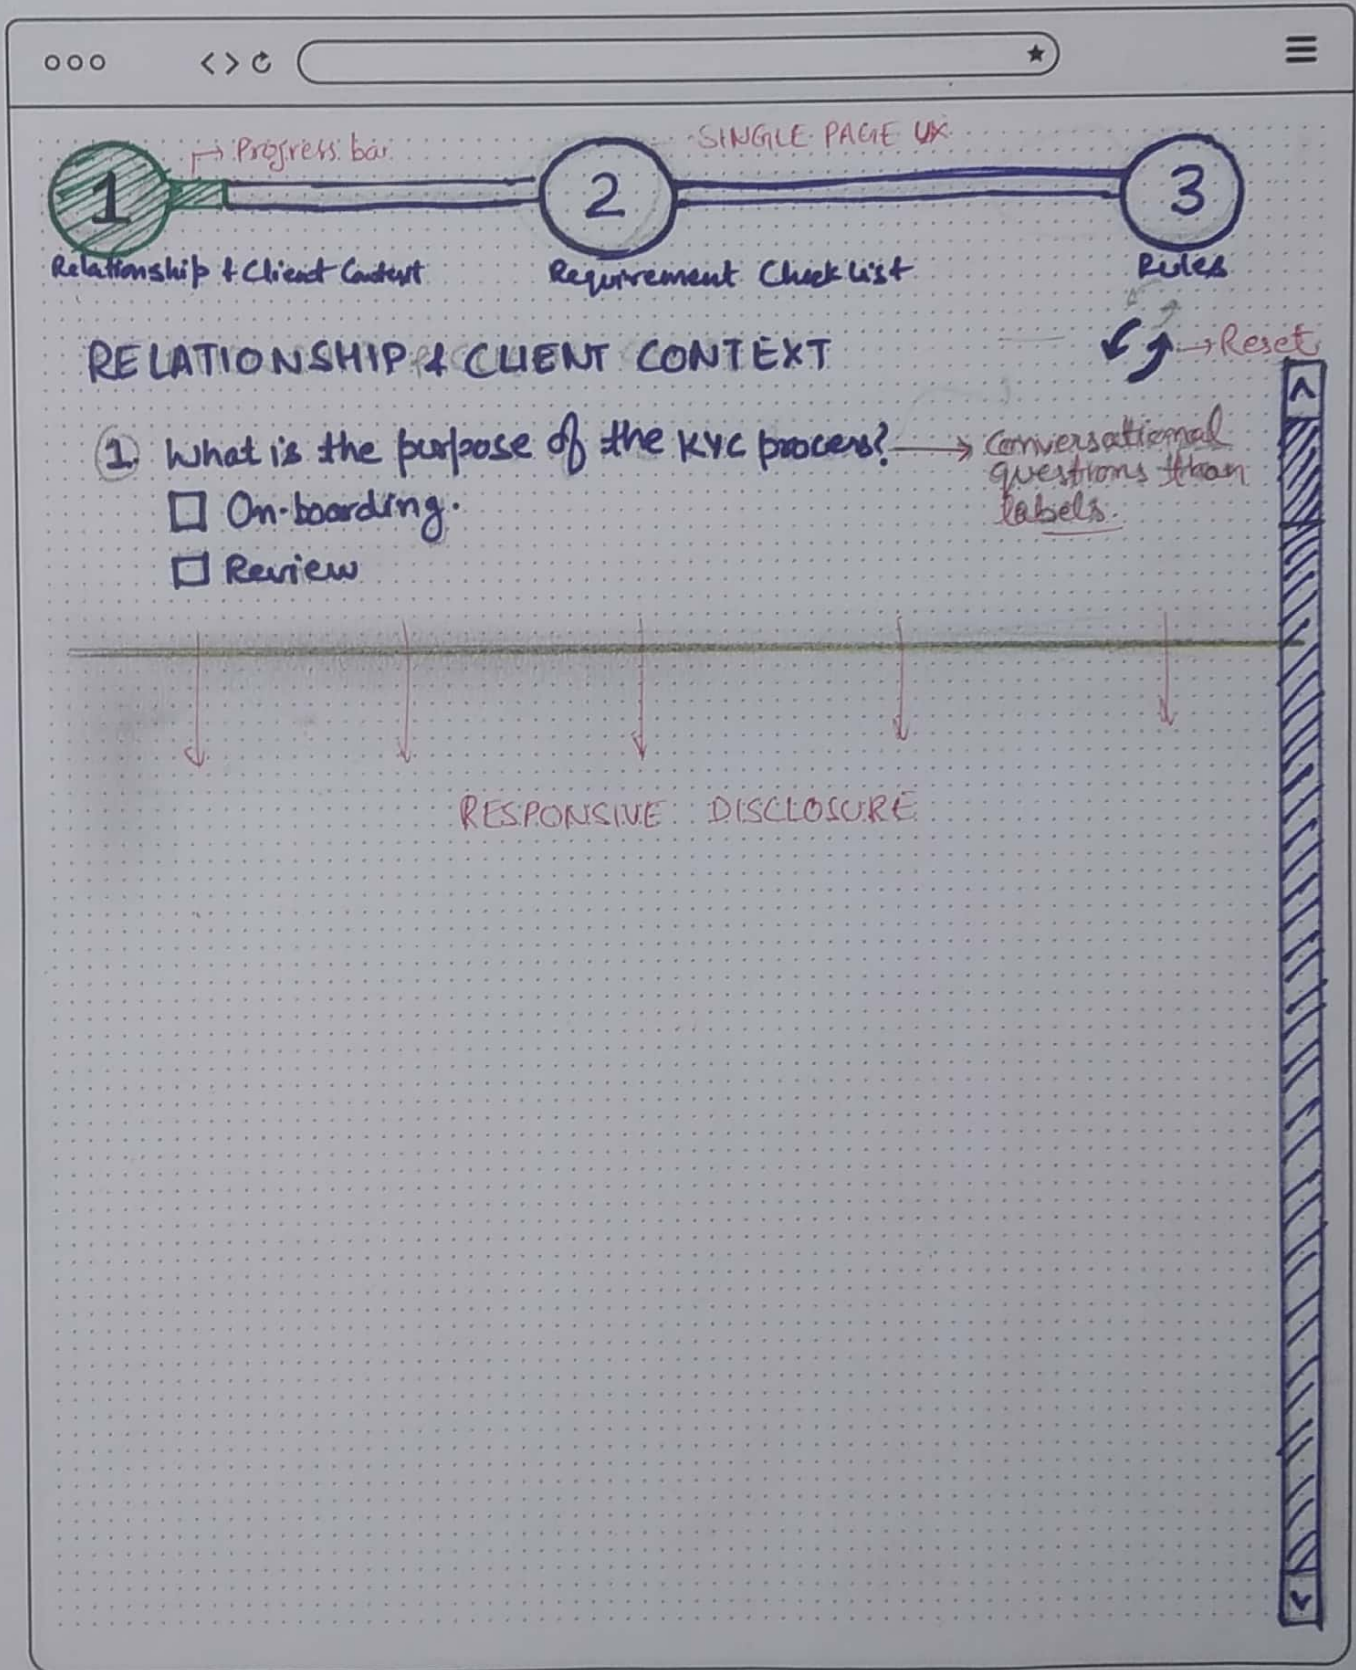 → Progress bar
SINGLE PAGE UX
1
2
3
Relationship & Client Context
Requirement Check List
Rules
RELATIONSHIP & CLIENT CONTEXT
→ Reset
1. What is the purpose of the KYC process? → Conversational
questions than
labels.
On-boarding.
Review
RESPONSIVE DISCLOSURE